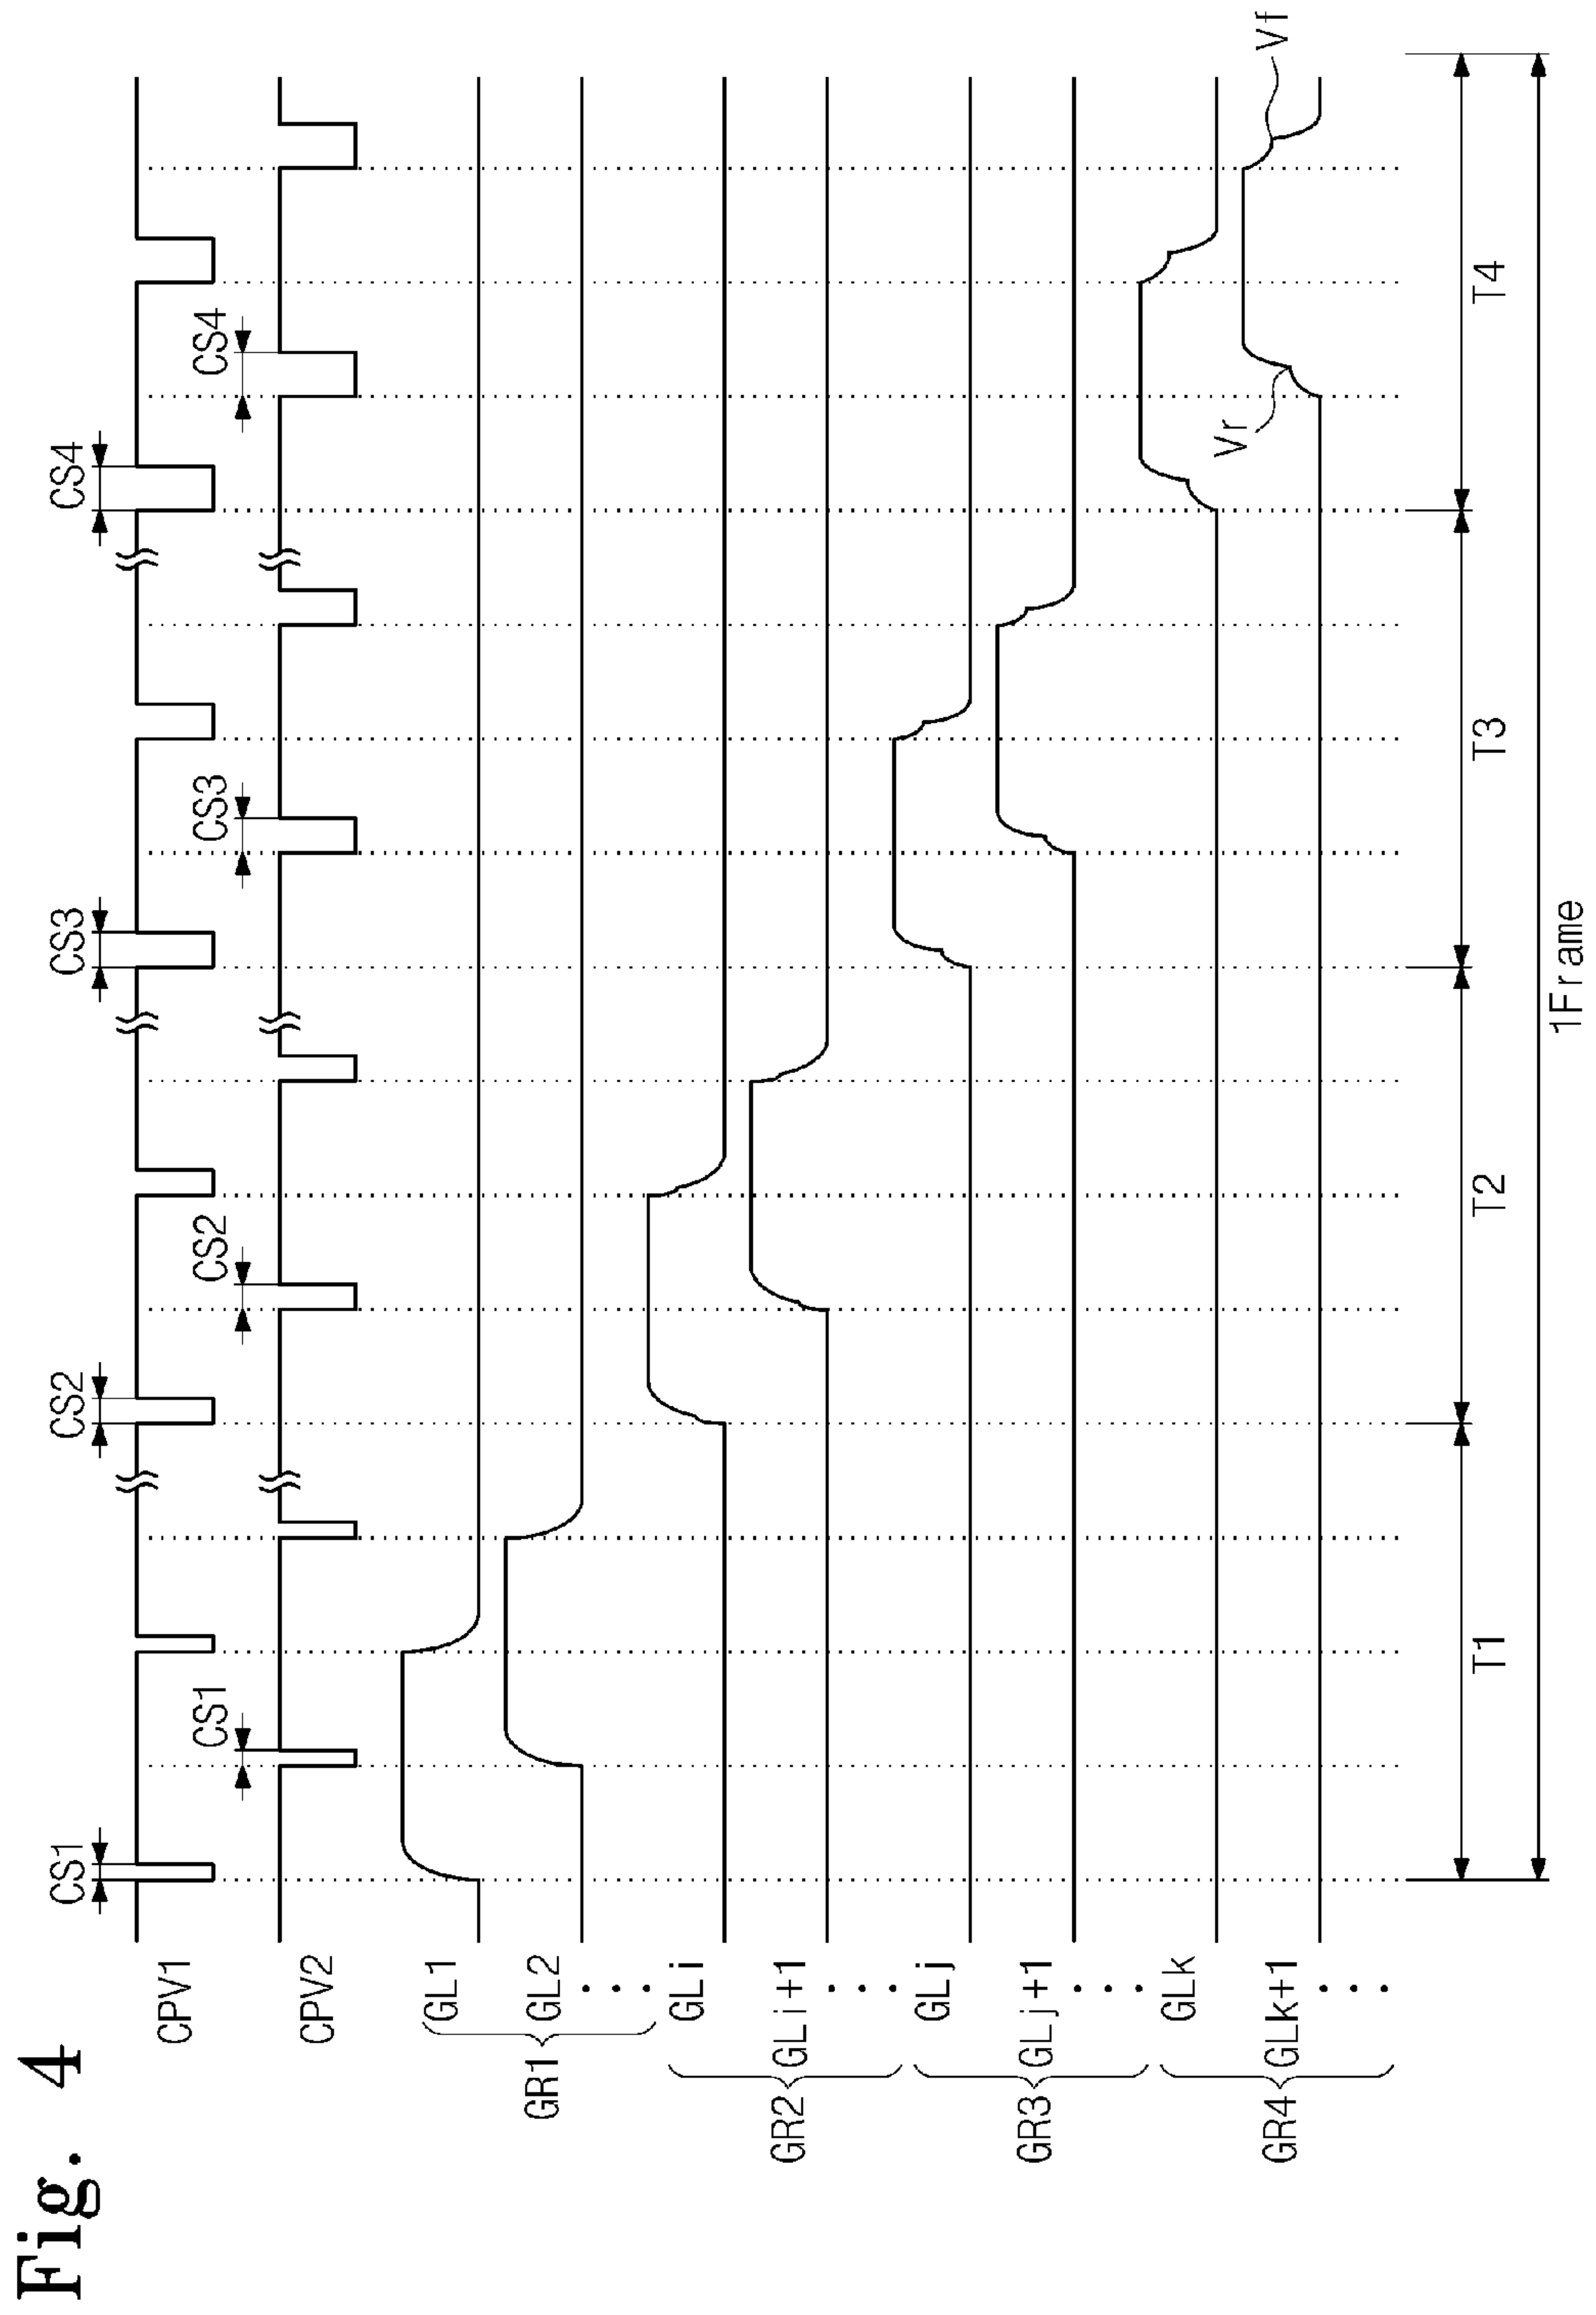 Fig. 4
CS1
CS2
CS3
CS4
CPV1
CS1
CS2
CS3
CS4
CPV2
GL1
GR1
GL2
GLi
GR2
GLi+1
GLj
GR3
GLj+1
GLk
Vr
Vf
GR4
GLk+1
T1
T2
T3
T4
1Frame